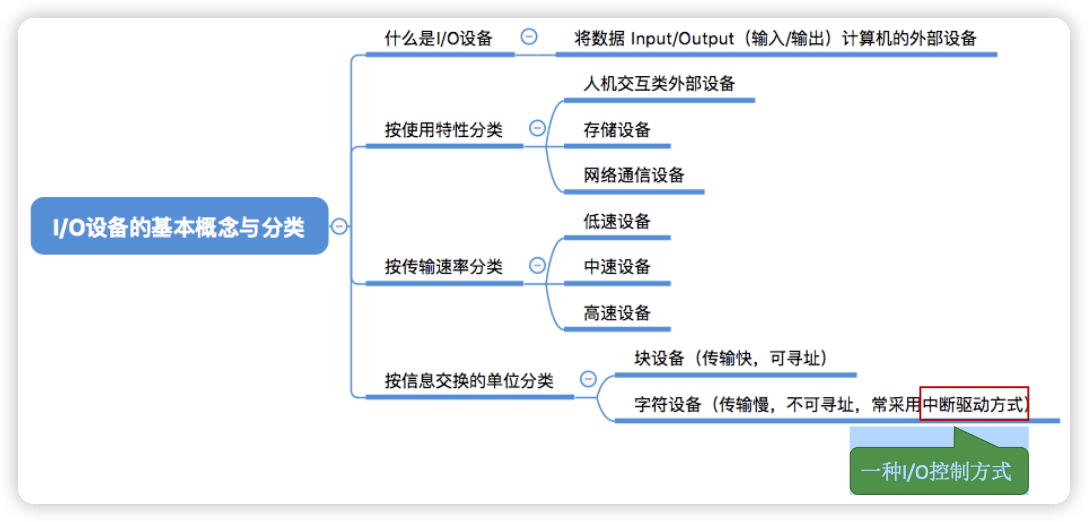 I/O设备的基本概念与分类
什么是I/O设备
将数据 Input/Output（输入/输出）计算机的外部设备
按使用特性分类
人机交互类外部设备
存储设备
网络通信设备
按传输速率分类
低速设备
中速设备
高速设备
按信息交换的单位分类
块设备（传输快，可寻址）
字符设备（传输慢，不可寻址，常采用中断驱动方式）
一种I/O控制方式